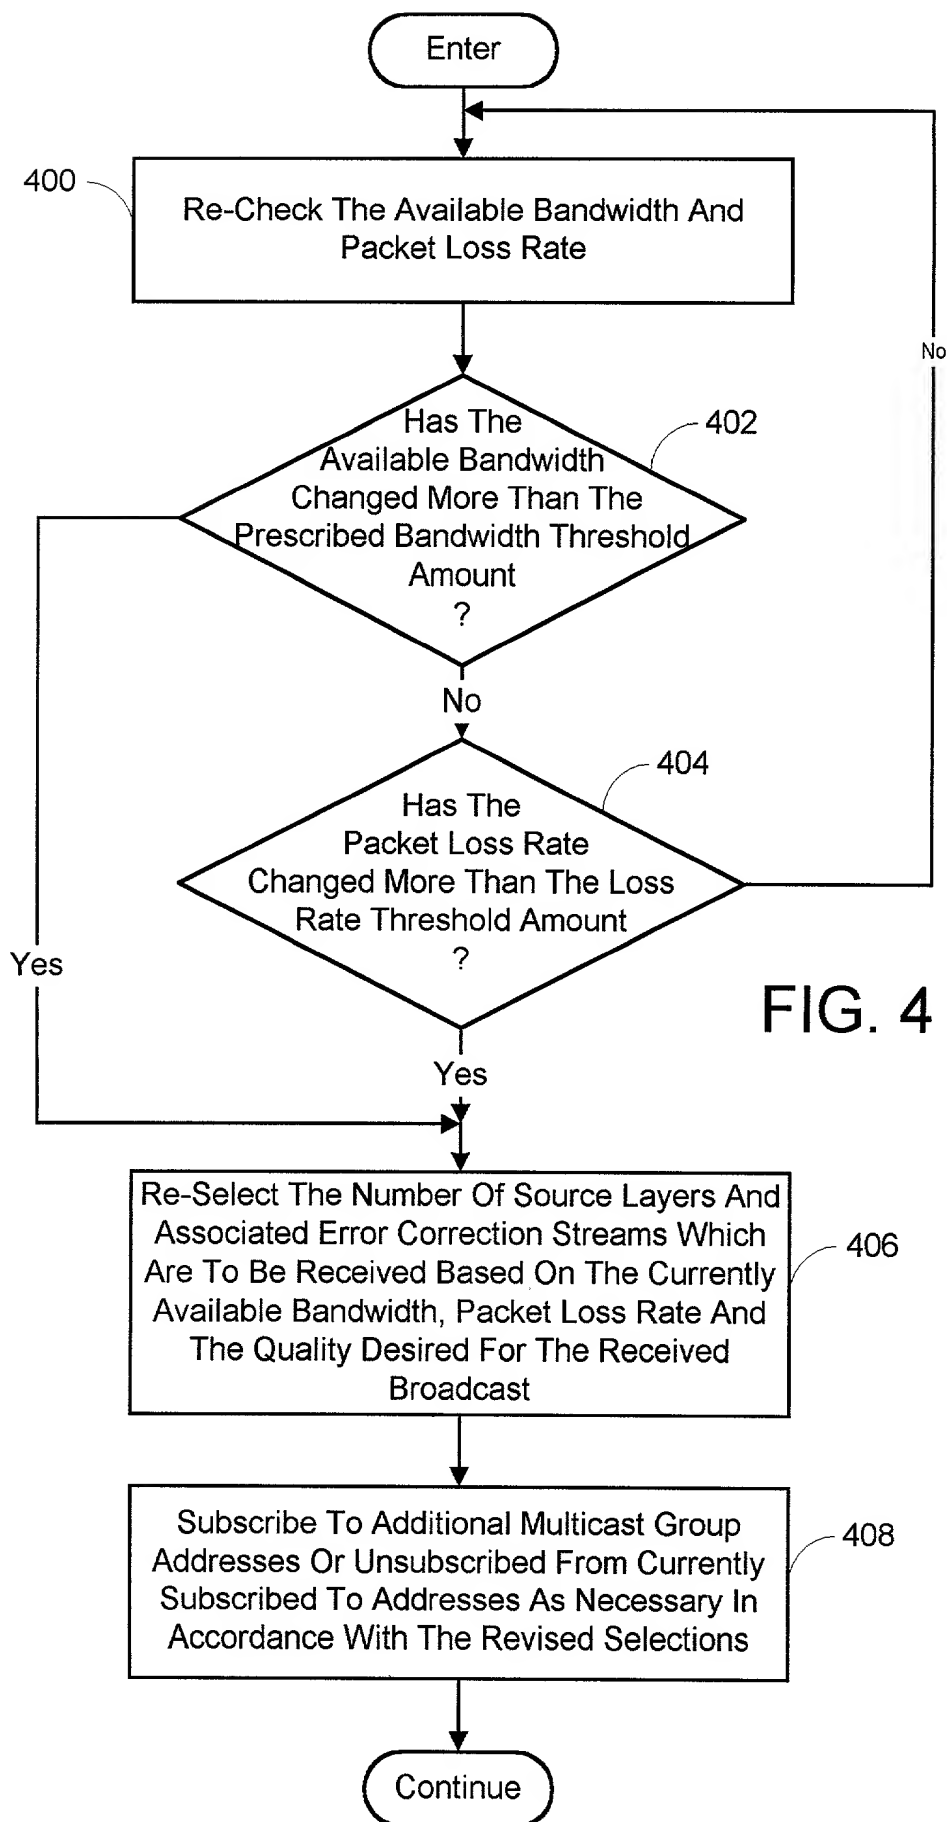 Enter
400
Re-Check The Available Bandwidth And
Packet Loss Rate
No
402
Has The
Available Bandwidth
Changed More Than The
Prescribed Bandwidth Threshold
Amount
?
No
404
Has The
Packet Loss Rate
Changed More Than The Loss
Rate Threshold Amount
?
Yes
FIG. 4
Yes
406
Re-Select The Number Of Source Layers And
Associated Error Correction Streams Which
Are To Be Received Based On The Currently
Available Bandwidth, Packet Loss Rate And
The Quality Desired For The Received
Broadcast
408
Subscribe To Additional Multicast Group
Addresses Or Unsubscribed From Currently
Subscribed To Addresses As Necessary In
Accordance With The Revised Selections
Continue